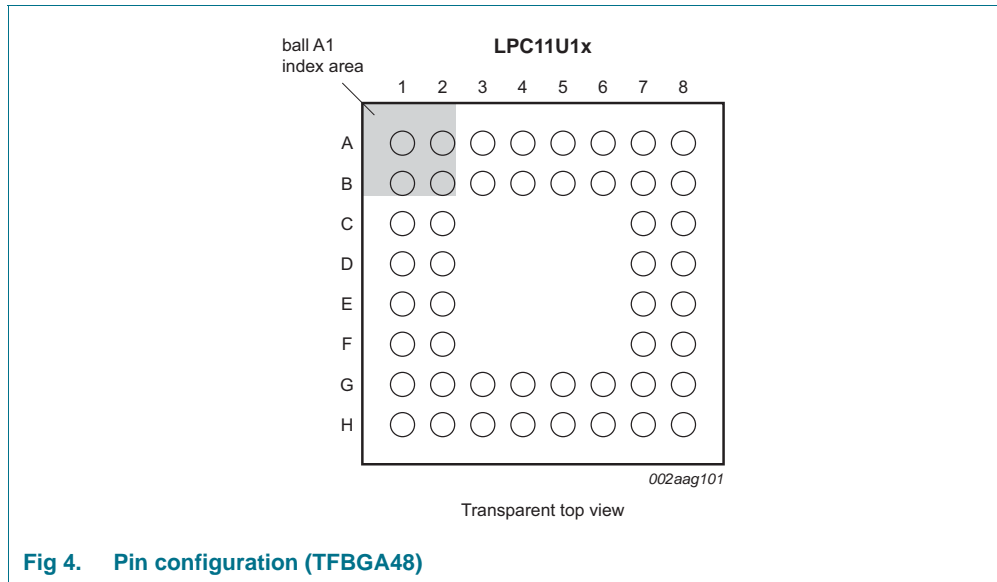 ball A1
index area
LPC11U1x
1 2 3 4 5 6 7 8
A
B
C
D
E
F
G
H
002aag101
Transparent top view
Fig 4. Pin configuration (TFBGA48)